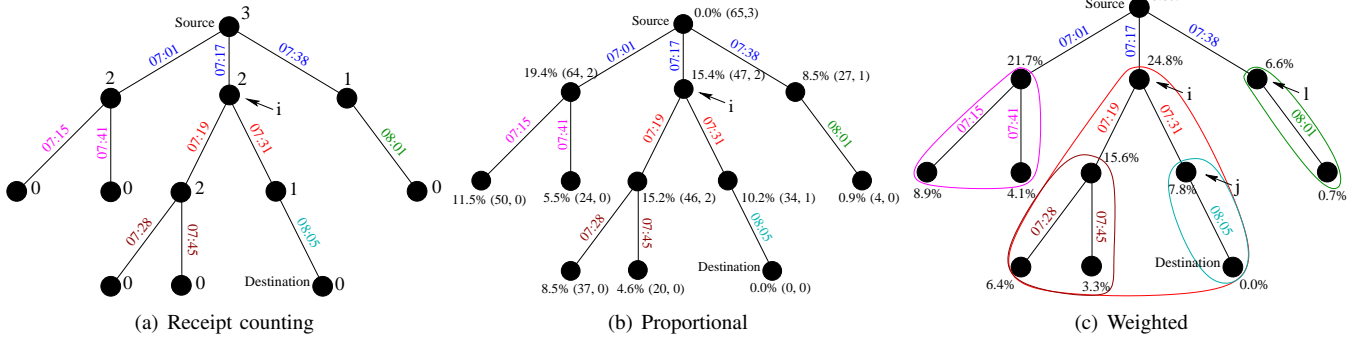 Source
3
07:01
07:17
07:38
2
2
1
i
07:15
07:41
07:19
07:31
08:01
0
0
2
1
0
07:28
07:45
08:05
Destination
0
0
0
(a) Receipt counting
Source
0.0% (65,3)
07:01
07:17
07:38
19.4% (64, 2)
15.4% (47, 2)
8.5% (27, 1)
i
07:15
07:41
07:19
07:31
08:01
11.5% (50, 0)
5.5% (24, 0)
15.2% (46, 2)
10.2% (34, 1)
0.9% (4, 0)
07:28
07:45
08:05
Destination
8.5% (37, 0)
4.6% (20, 0)
0.0% (0, 0)
(b) Proportional
Source
07:01
07:17
07:38
21.7%
24.8%
6.6%
i
l
07:15
07:41
07:19
07:31
08:01
15.6%
8.9%
4.1%
7.8%
j
0.7%
07:28
07:45
08:05
Destination
6.4%
3.3%
0.0%
(c) Weighted